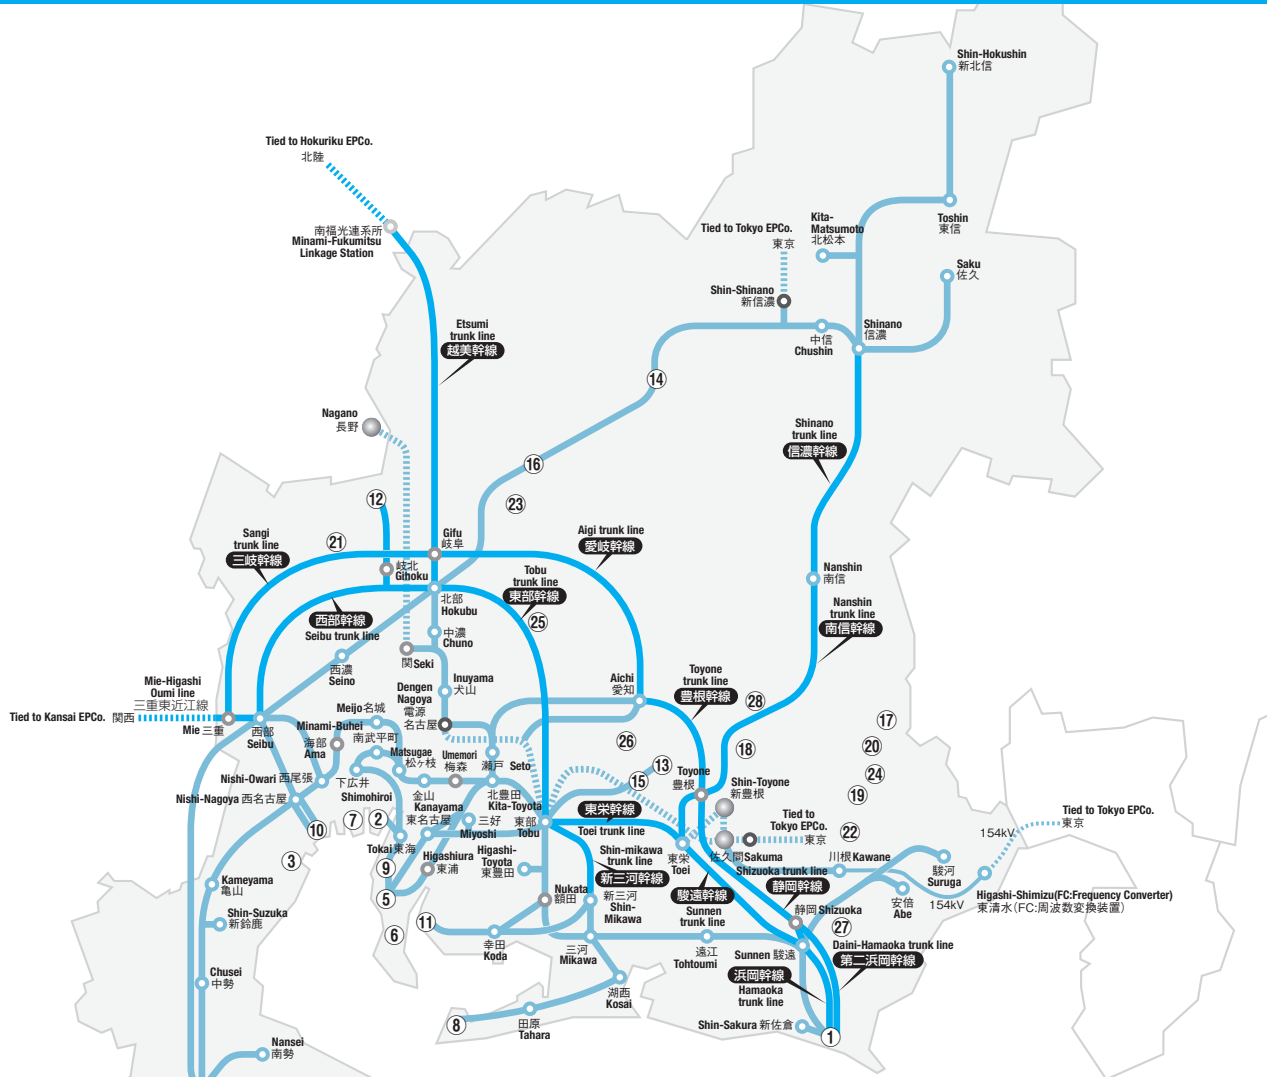 Shin-Hokushin
新北信
Tied to Hokuriku EPCo.
北陸
南福光連系所
Minami-Fukumitsu
Linkage Station
Kita-
Matsumoto
北松本
Toshin
東信
Tied to Tokyo EPCo.
東京
Saku
佐久
Shin-Shinano
新信濃
中信
Chushin
Shinano
信濃
Etsumi
trunk line
越美幹線
⑭
Nagano
長野
Shinano
trunk line
信濃幹線
⑯
⑫
㉓
Sangi
trunk line
三岐幹線
㉑
Gifu
岐阜
Aigi trunk line
愛岐幹線
岐北
Gihoku
Tobu
trunk line
東部幹線
Nanshin
南信
北部
Hokubu
西部幹線
Seibu trunk line
㉕
Nanshin
trunk line
南信幹線
中濃
Chuno
西濃
Seino
関 Seki
Mie-Higashi
Oumi line
三重東近江線
Inuyama
犬山
Aichi
愛知
Toyone
trunk line
豊根幹線
Dengen
Nagoya
電源
名古屋
㉘
Tied to Kansai EPCo. 関西
Mie 三重
西部
Seibu
Meijo 名城
Minami-Buhei
南武平町
海部
Ama
Matsugae
松ヶ枝
Umemori
梅森
瀬戸 Seto
㉖
⑱
⑰
⑳
Nishi-Owari 西尾張
下広井
Shimohiroi
金山
Kanayama
北豊田
Kita-Toyota
⑬
⑮
Toyone
豊根
Shin-Toyone
新豊根
㉔
⑲
Nishi-Nagoya 西名古屋
⑩
⑦
②
東名古屋
三好
Miyoshi
東部
Tobu
東栄幹線
Toei trunk line
Tied to
Tokyo EPCo.
東京
㉒
154kV
Tied to Tokyo EPCo.
東京
Tokai 東海
③
⑨
Higashiura
東浦
Higashi-
Toyota
東豊田
Shin-mikawa
trunk line
新三河幹線
東栄
Toei
佐久間 Sakuma
川根 Kawane
駿河
Suruga
Shizuoka trunk line
静岡幹線
Kameyama
亀山
⑤
Nukata
額田
新三河
Shin-
Mikawa
駿遠幹線
Sunnen
trunk line
安倍
Abe
154kV
Higashi-Shimizu(FC:Frequency Converter)
東清水(FC:周波数変換装置)
Shin-Suzuka
新鈴鹿
⑥
⑪
静岡 Shizuoka
㉗
幸田
Koda
三河
Mikawa
遠江
Tohtoumi
Sunnen 駿遠
Daini-Hamaoka trunk line
第二浜岡幹線
Chusei
中勢
湖西
Kosai
浜岡幹線
Hamaoka
trunk line
⑧
田原
Tahara
Shin-Sakura 新佐倉
①
Nansei
南勢